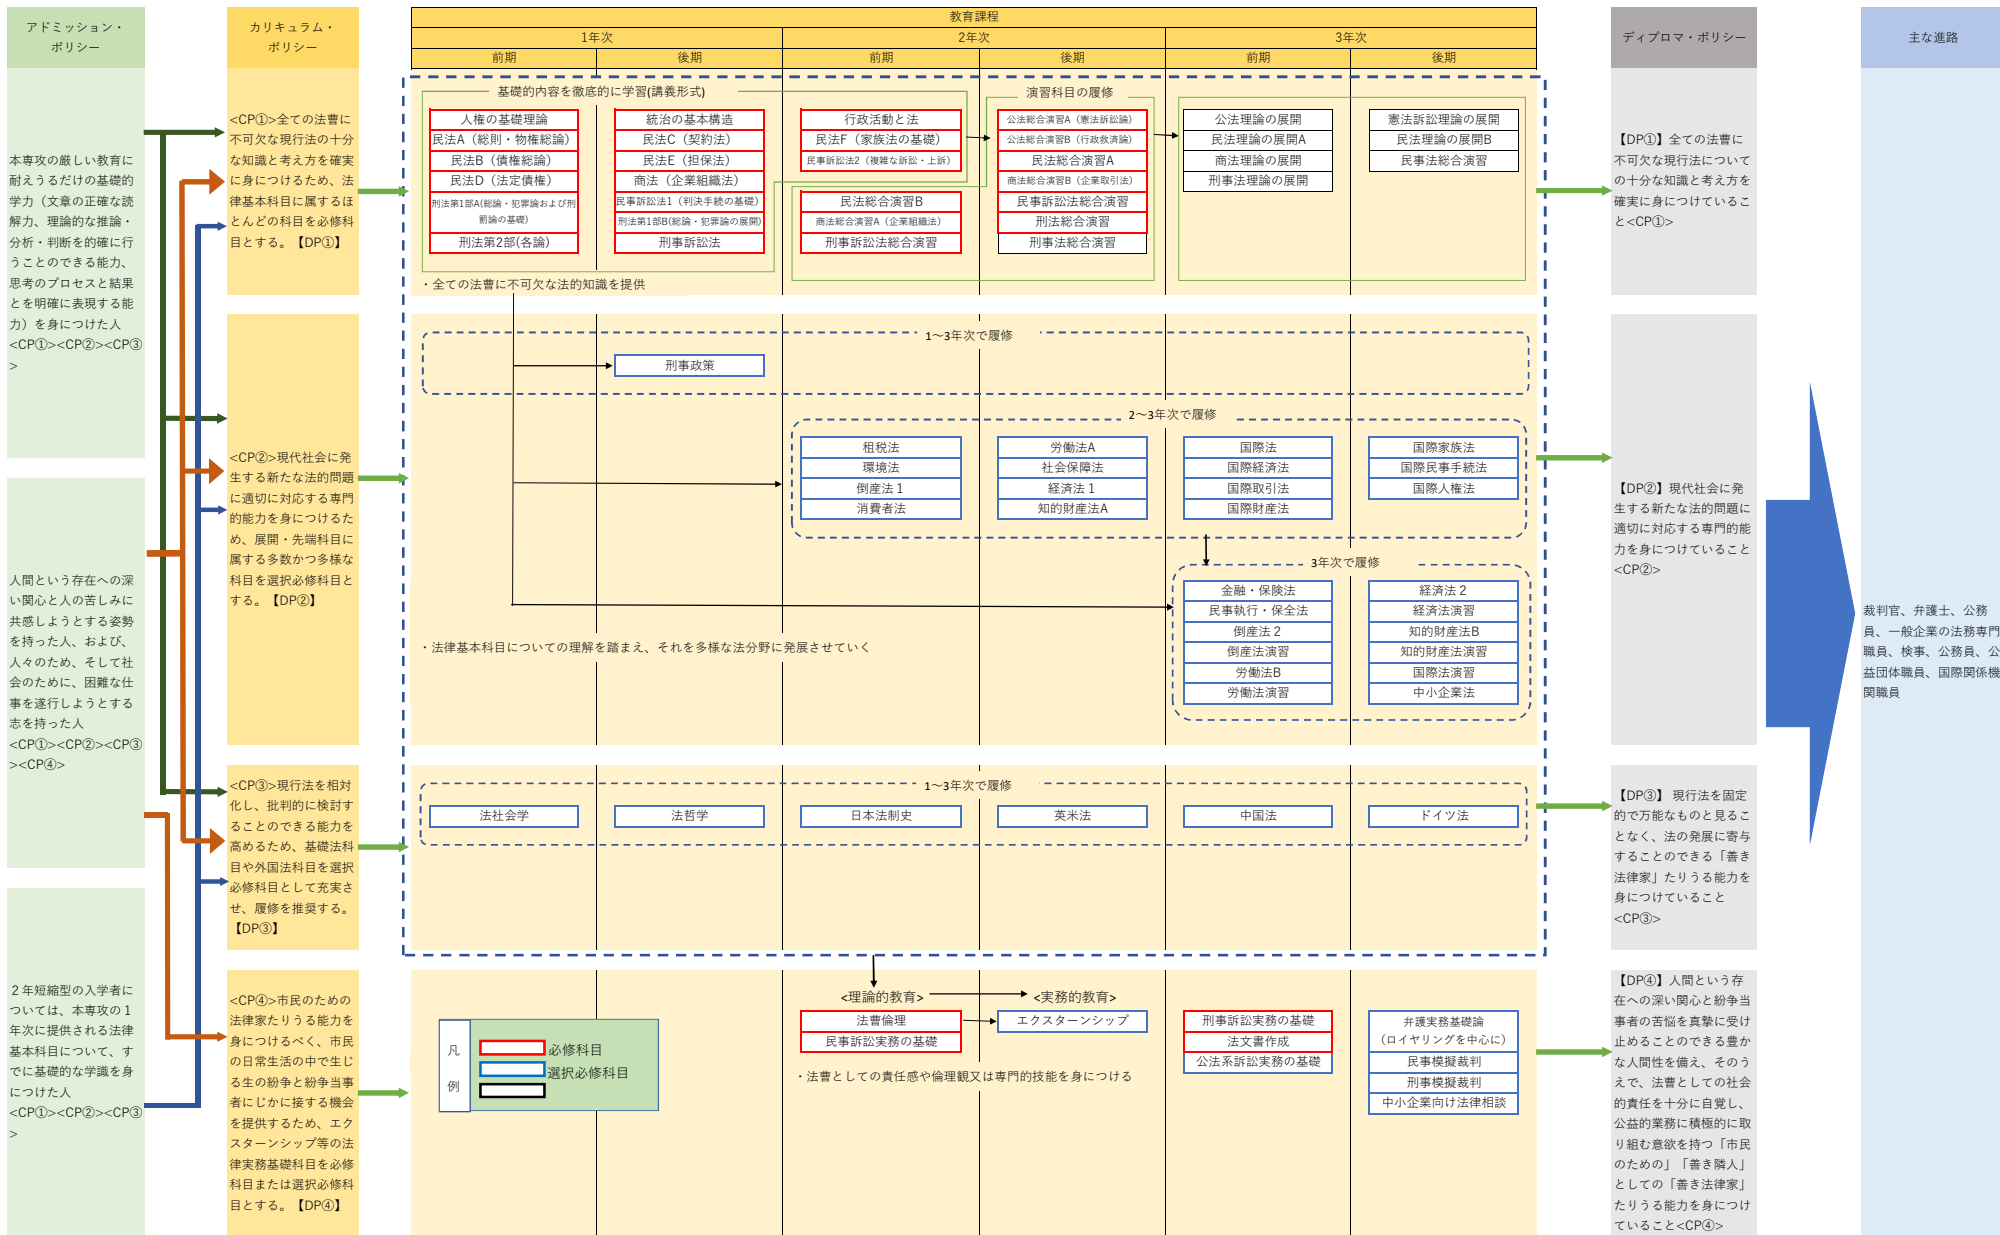 アドミッション・
ポリシー
本専攻の厳しい教育に
耐えうるだけの基礎的
学力（文章の正確な読
解力、理論的な推論・
分析・判断を的確に行
うことのできる能力、
思考のプロセスと結果
とを明確に表現する能
力）を身につけた人
<CP①><CP②><CP③
>
人間という存在への深
い関心と人の苦しみに
共感しようとする姿勢
を持った人、および、
人々のため、そして社
会のために、困難な仕
事を遂行しようとする
志を持った人
<CP①><CP②><CP③
><CP④>
２年短縮型の入学者に
ついては、本専攻の１
年次に提供される法律
基本科目について、す
でに基礎的な学識を身
につけた人
<CP①><CP②><CP③
>
カリキュラム・
ポリシー
<CP①>全ての法曹に
不可欠な現行法の十分
な知識と考え方を確実
に身につけるため、法
律基本科目に属するほ
とんどの科目を必修科
目とする。【DP①】
<CP②>現代社会に発
生する新たな法的問題
に適切に対応する専門
的能力を身につけるた
め、展開・先端科目に
属する多数かつ多様な
科目を選択必修科目と
する。【DP②】
<CP③>現行法を相対
化し、批判的に検討す
ることのできる能力を
高めるため、基礎法科
目や外国法科目を選択
必修科目として充実さ
せ、履修を推奨する。
【DP③】
<CP④>市民のための
法律家たりうる能力を
身につけるべく、市民
の日常生活の中で生じ
る生の紛争と紛争当事
者にじかに接する機会
を提供するため、エク
スターンシップ等の法
律実務基礎科目を必修
科目または選択必修科
目とする。【DP④】
教育課程
1年次
2年次
3年次
前期
後期
前期
後期
前期
後期
基礎的内容を徹底的に学習(講義形式)
演習科目の履修
人権の基礎理論
民法A（総則・物権総論）
民法B（債権総論）
民法D（法定債権）
刑法第1部A(総論・犯罪論および刑
罰論の基礎)
刑法第2部(各論)
統治の基本構造
民法C（契約法）
民法E（担保法）
商法（企業組織法）
民事訴訟法1（判決手続の基礎）
刑法第1部B(総論・犯罪論の展開)
刑事訴訟法
行政活動と法
民法F（家族法の基礎）
民事訴訟法2（複雑な訴訟・上訴）
民法総合演習B
商法総合演習A（企業組織法）
刑事訴訟法総合演習
公法総合演習A（憲法訴訟論）
公法総合演習B（行政救済論）
民法総合演習A
商法総合演習B（企業取引法）
民事訴訟法総合演習
刑法総合演習
刑事法総合演習
公法理論の展開
民法理論の展開A
商法理論の展開
刑事法理論の展開
憲法訴訟理論の展開
民法理論の展開B
民事法総合演習
・全ての法曹に不可欠な法的知識を提供
1～3年次で履修
刑事政策
2～3年次で履修
租税法
環境法
倒産法１
消費者法
労働法A
社会保障法
経済法１
知的財産法A
国際法
国際経済法
国際取引法
国際財産法
国際家族法
国際民事手続法
国際人権法
3年次で履修
金融・保険法
民事執行・保全法
倒産法２
倒産法演習
労働法B
労働法演習
経済法２
経済法演習
知的財産法B
知的財産法演習
国際法演習
中小企業法
・法律基本科目についての理解を踏まえ、それを多様な法分野に発展させていく
1～3年次で履修
法社会学
法哲学
日本法制史
英米法
中国法
ドイツ法
<理論的教育>
<実務的教育>
法曹倫理
民事訴訟実務の基礎
エクスターンシップ
刑事訴訟実務の基礎
法文書作成
公法系訴訟実務の基礎
弁護実務基礎論
（ロイヤリングを中心に）
民事模擬裁判
刑事模擬裁判
中小企業向け法律相談
・法曹としての責任感や倫理観又は専門的技能を身につける
凡
例
必修科目
選択必修科目
ディプロマ・ポリシー
【DP①】全ての法曹に
不可欠な現行法について
の十分な知識と考え方を
確実に身につけているこ
と<CP①>
【DP②】現代社会に発
生する新たな法的問題に
適切に対応する専門的能
力を身につけていること
<CP②>
【DP③】 現行法を固定
的で万能なものと見るこ
となく、法の発展に寄与
することのできる「善き
法律家」たりうる能力を
身につけていること
<CP③>
【DP④】人間という存
在への深い関心と紛争当
事者の苦悩を真摯に受け
止めることのできる豊か
な人間性を備え、そのう
えで、法曹としての社会
的責任を十分に自覚し、
公益的業務に積極的に取
り組む意欲を持つ「市民
のための」「善き隣人」
としての「善き法律家」
たりうる能力を身につけ
ていること<CP④>
主な進路
裁判官、弁護士、公務
員、一般企業の法務専門
職員、検事、公務員、公
益団体職員、国際関係機
関職員